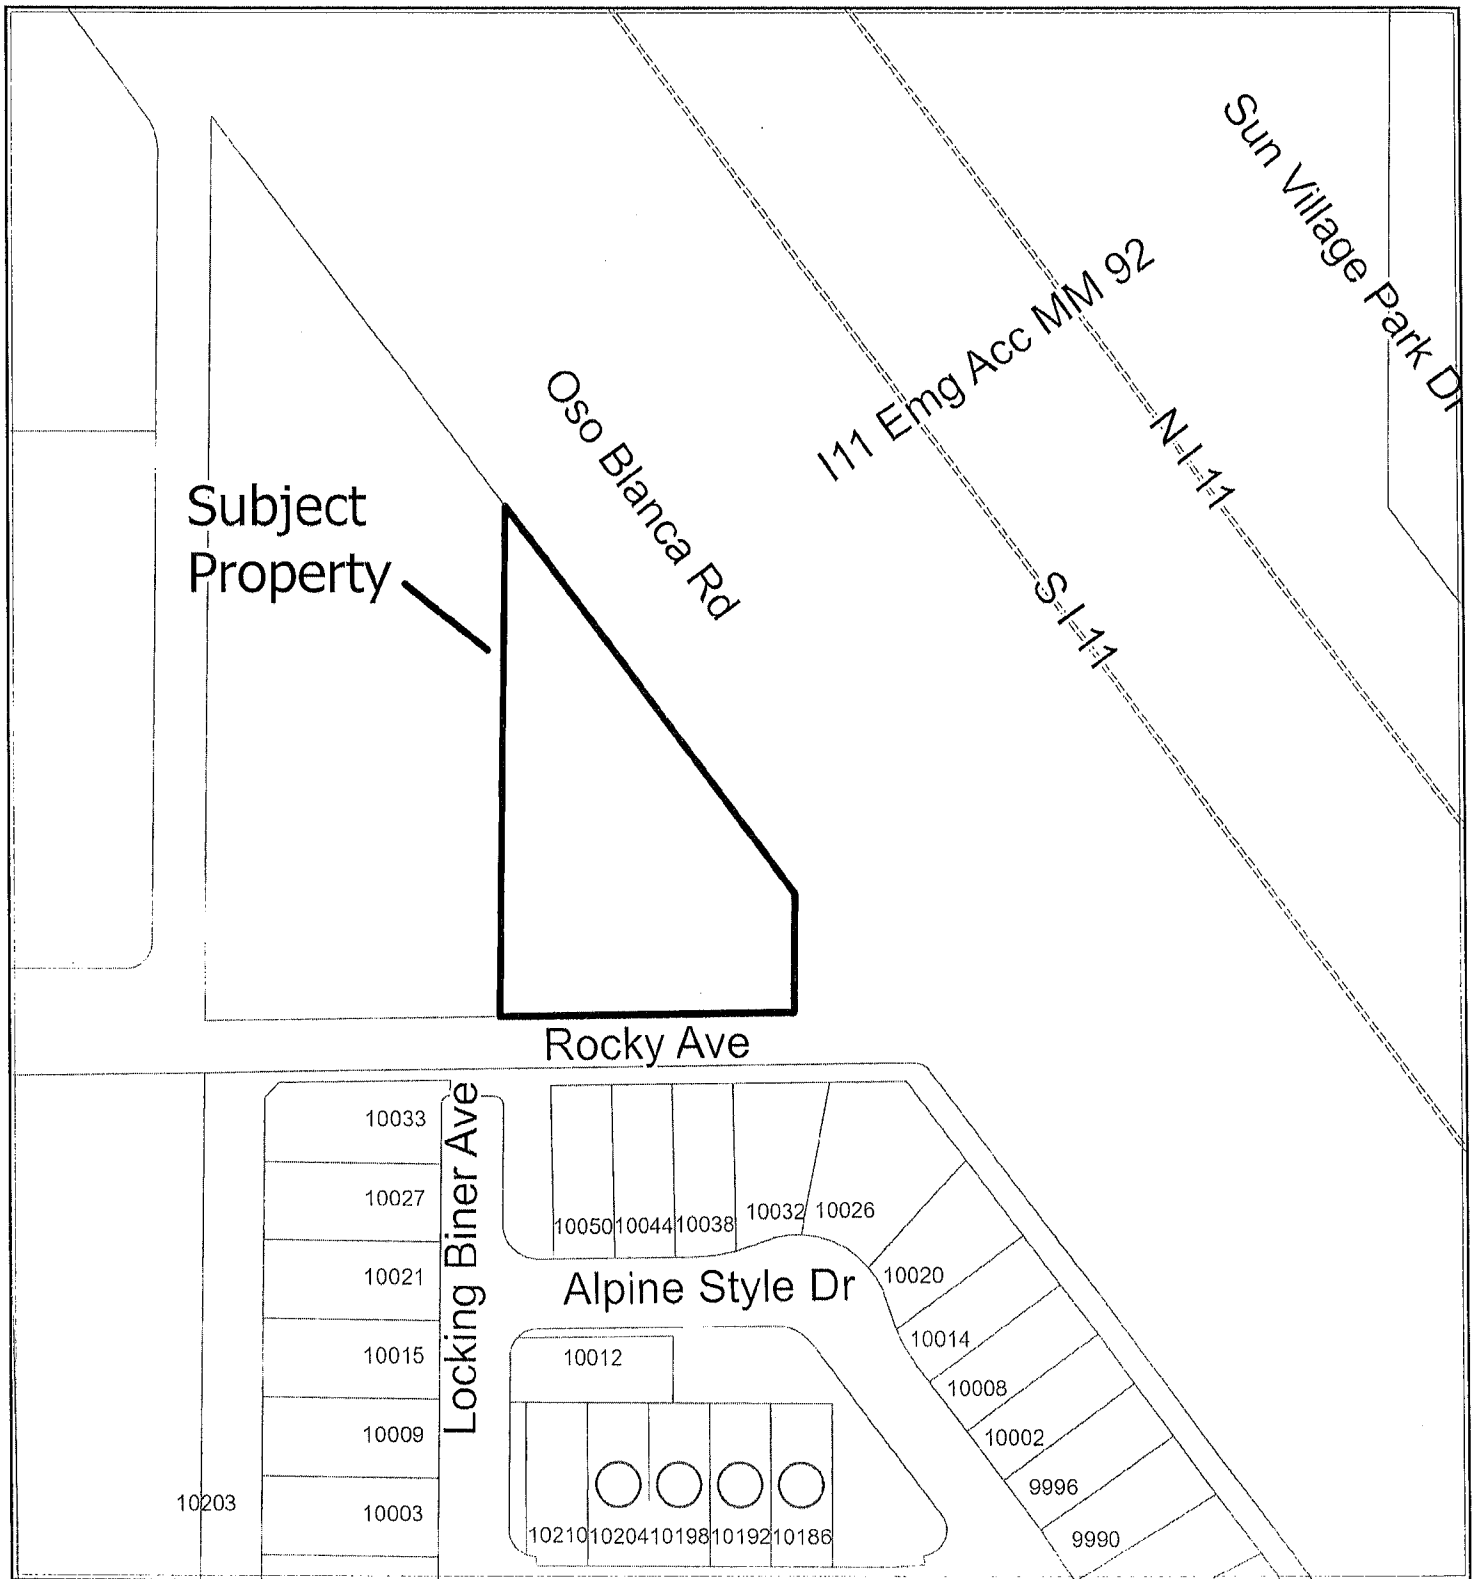 Sun Village Park Dr
I11 Emg Acc MM 92
Oso Blanca Rd
N I 11
Subject
Property
S I 11
Rocky Ave
10033
Locking Biner Ave
10027
10050
10044
10038
10032
10026
10021
10020
Alpine Style Dr
10014
10015
10012
10008
10009
10002
9996
10203
10003
10210
10204
10198
10192
10186
9990